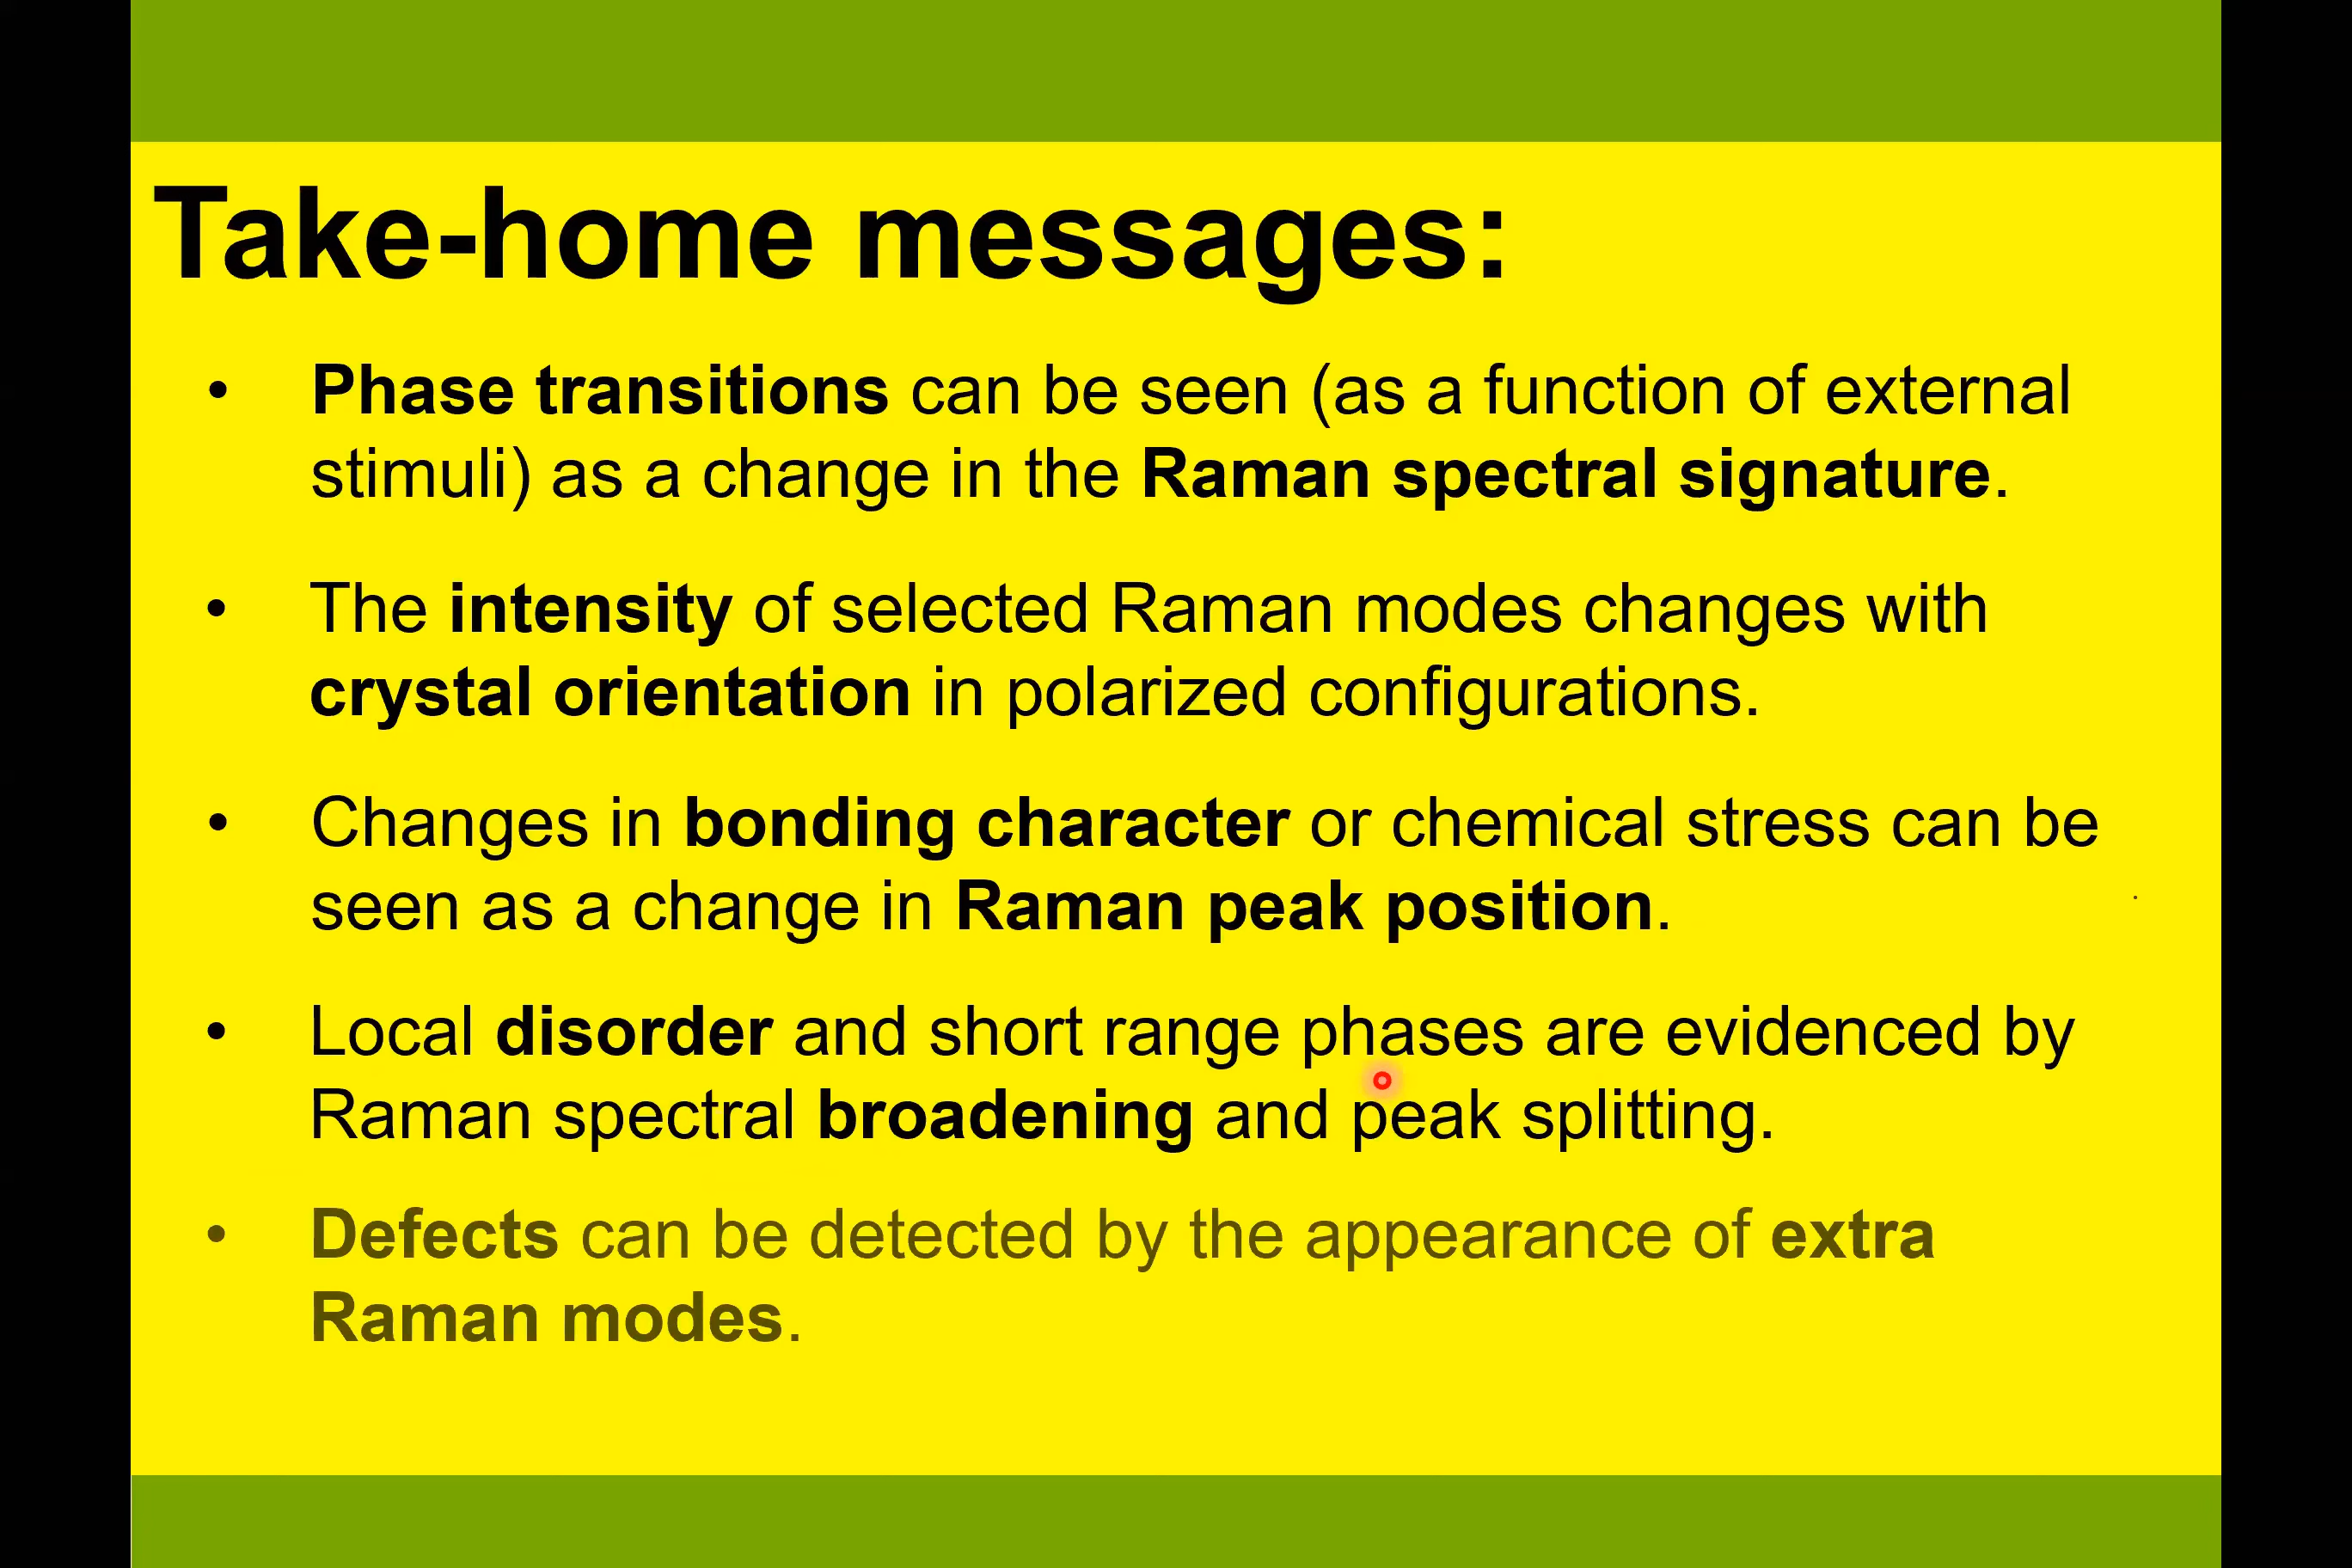 Take-home messages:
• Phase transitions can be seen (as a function of external
stimuli) as a change in the Raman spectral signature.
• The intensity of selected Raman modes changes with
crystal orientation in polarized configurations.
• Changes in bonding character or chemical stress can be
seen as a change in Raman peak position.
• Local disorder and short range phases are evidenced by
Raman spectral broadening and peak splitting.
• Defects can be detected by the appearance of extra
Raman modes.